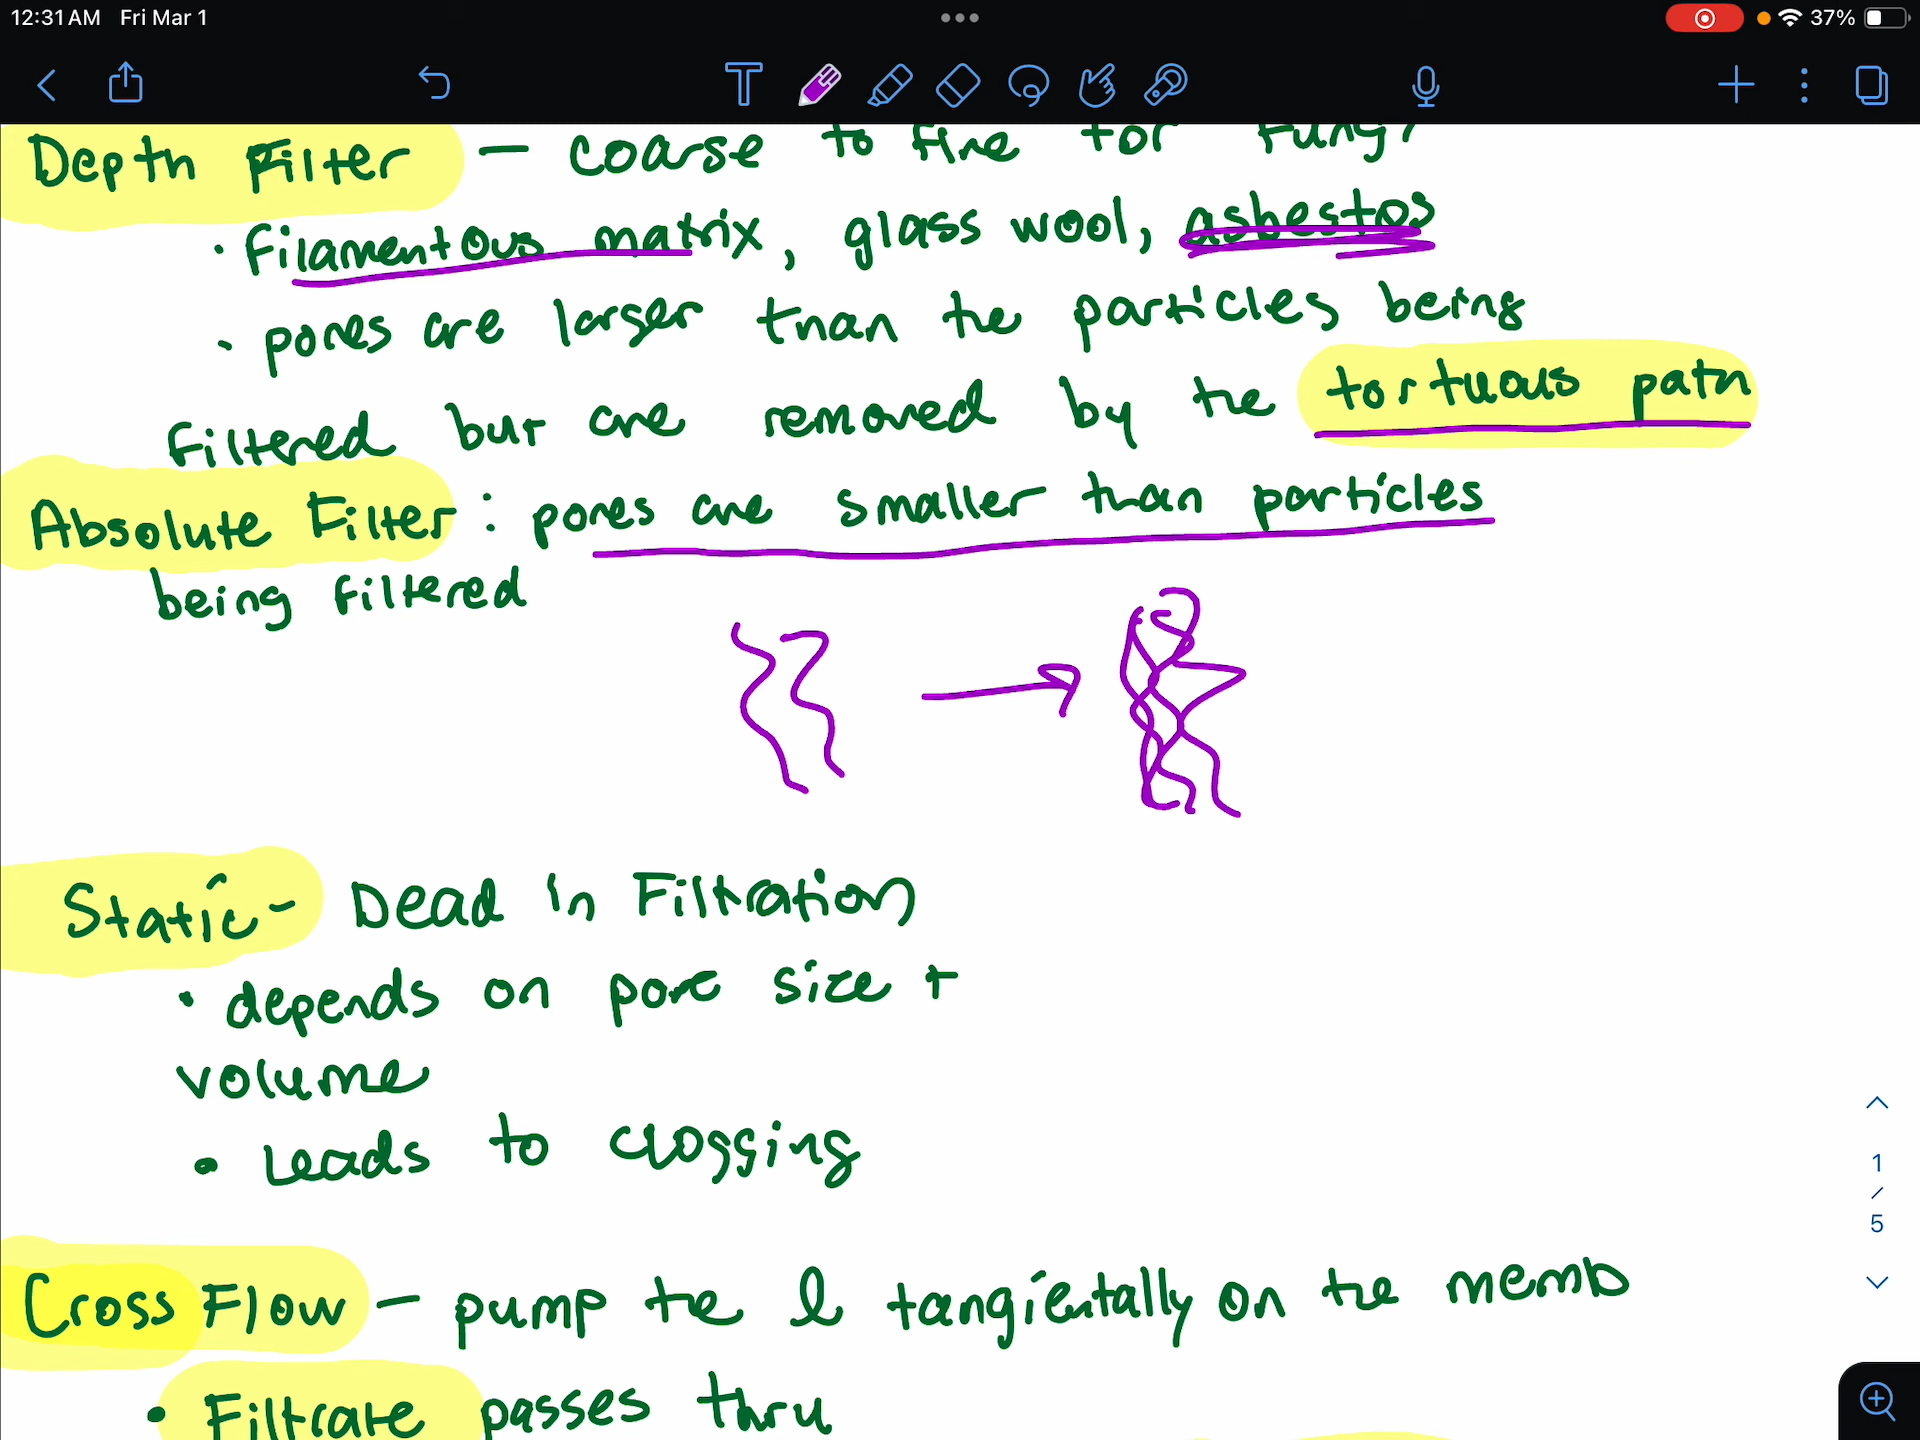 12:31 AM Fri Mar 1
37%
Depth Filter – coarse to fine for fungi
• filamentous matrix, glass wool, asbestos
• pores are larger than the particles being
filtered but are removed by the tortuous path
Absolute Filter : pores are smaller than particles
being filtered
Static - Dead in Filtration
• depends on pore size +
volume
• Leads to clogging
Cross Flow – pump the l tangientally on the memb
• Filtrate passes thru
1
/
5